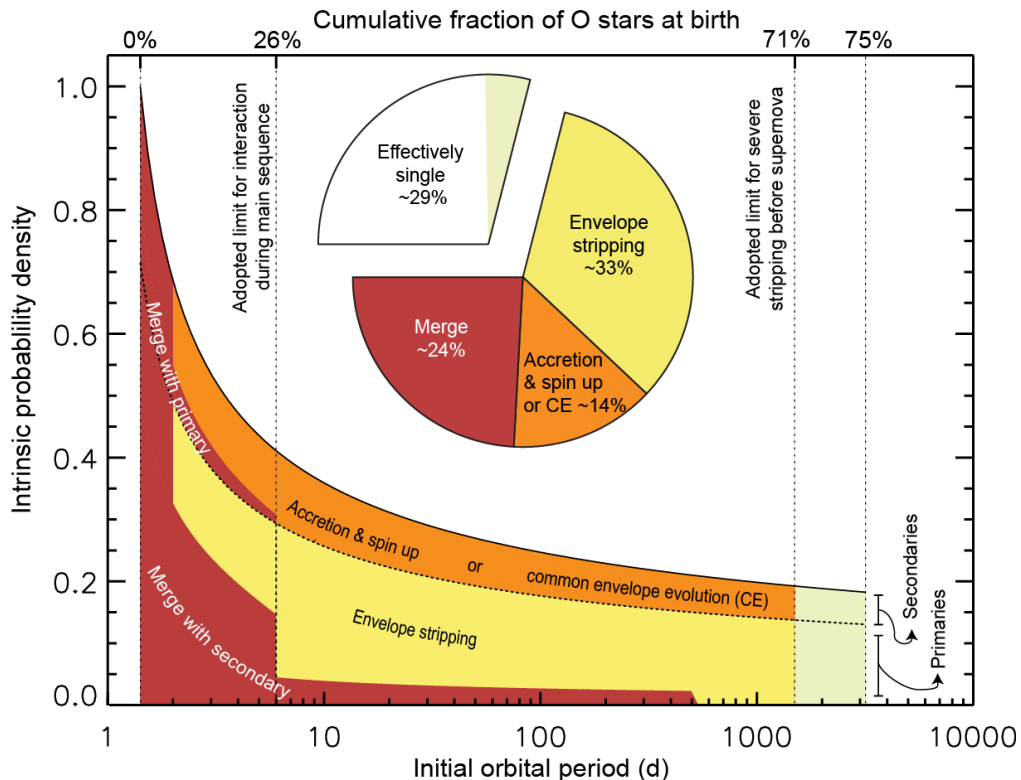 Cumulative fraction of O stars at birth
0% 26% 71% 75%
1.0
0.8
0.6
0.4
0.2
0.0
Intrinsic probablility density
Adopted limit for interaction
during main sequence
Effectively
single
~29%
Envelope
stripping
~33%
Merge
~24%
Accretion
& spin up
or CE ~14%
Adopted limit for severe
stripping before supernova
Merge with primary
Accretion & spin up or common envelope evolution (CE)
Envelope stripping
Merge with secondary
Secondaries
Primaries
1 10 100 1000 10000
Initial orbital period (d)